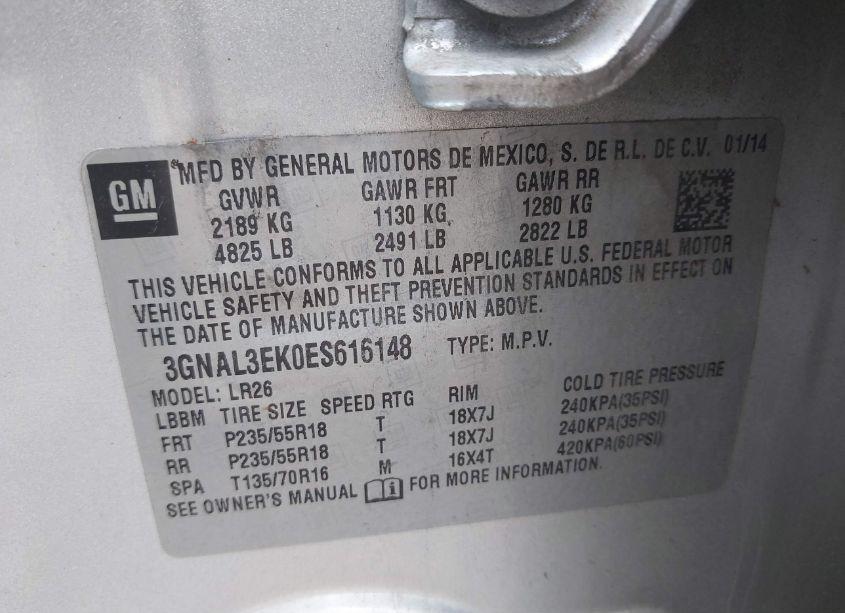 GM
MFD BY GENERAL MOTORS DE MEXICO, S. DE R.L. DE C.V. 01/14
GVWR GAWR FRT GAWR RR
2189 KG 1130 KG 1280 KG
4825 LB 2491 LB 2822 LB
THIS VEHICLE CONFORMS TO ALL APPLICABLE U.S. FEDERAL MOTOR
VEHICLE SAFETY AND THEFT PREVENTION STANDARDS IN EFFECT ON
THE DATE OF MANUFACTURE SHOWN ABOVE.
3GNAL3EK0ES616148 TYPE: M.P.V.
MODEL: LR26
LBBM TIRE SIZE SPEED RTG RIM COLD TIRE PRESSURE
FRT P235/55R18 T 18X7J 240KPA(35PSI)
RR P235/55R18 T 18X7J 240KPA(35PSI)
SPA T135/70R16 M 16X4T 420KPA(60PSI)
SEE OWNER'S MANUAL FOR MORE INFORMATION.